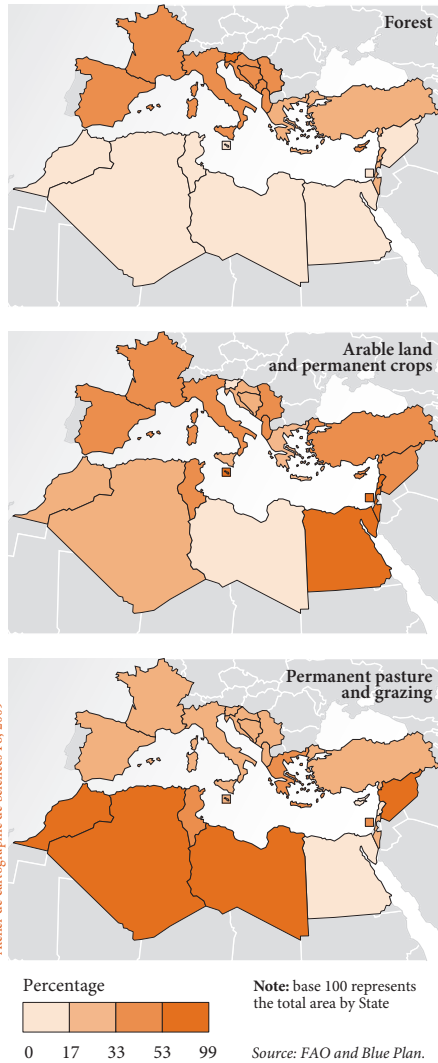 Forest
Arable land
and permanent crops
Permanent pasture
and grazing
Percentage
0 17 33 53 99
Note: base 100 represents
the total area by State
Source: FAO and Blue Plan.